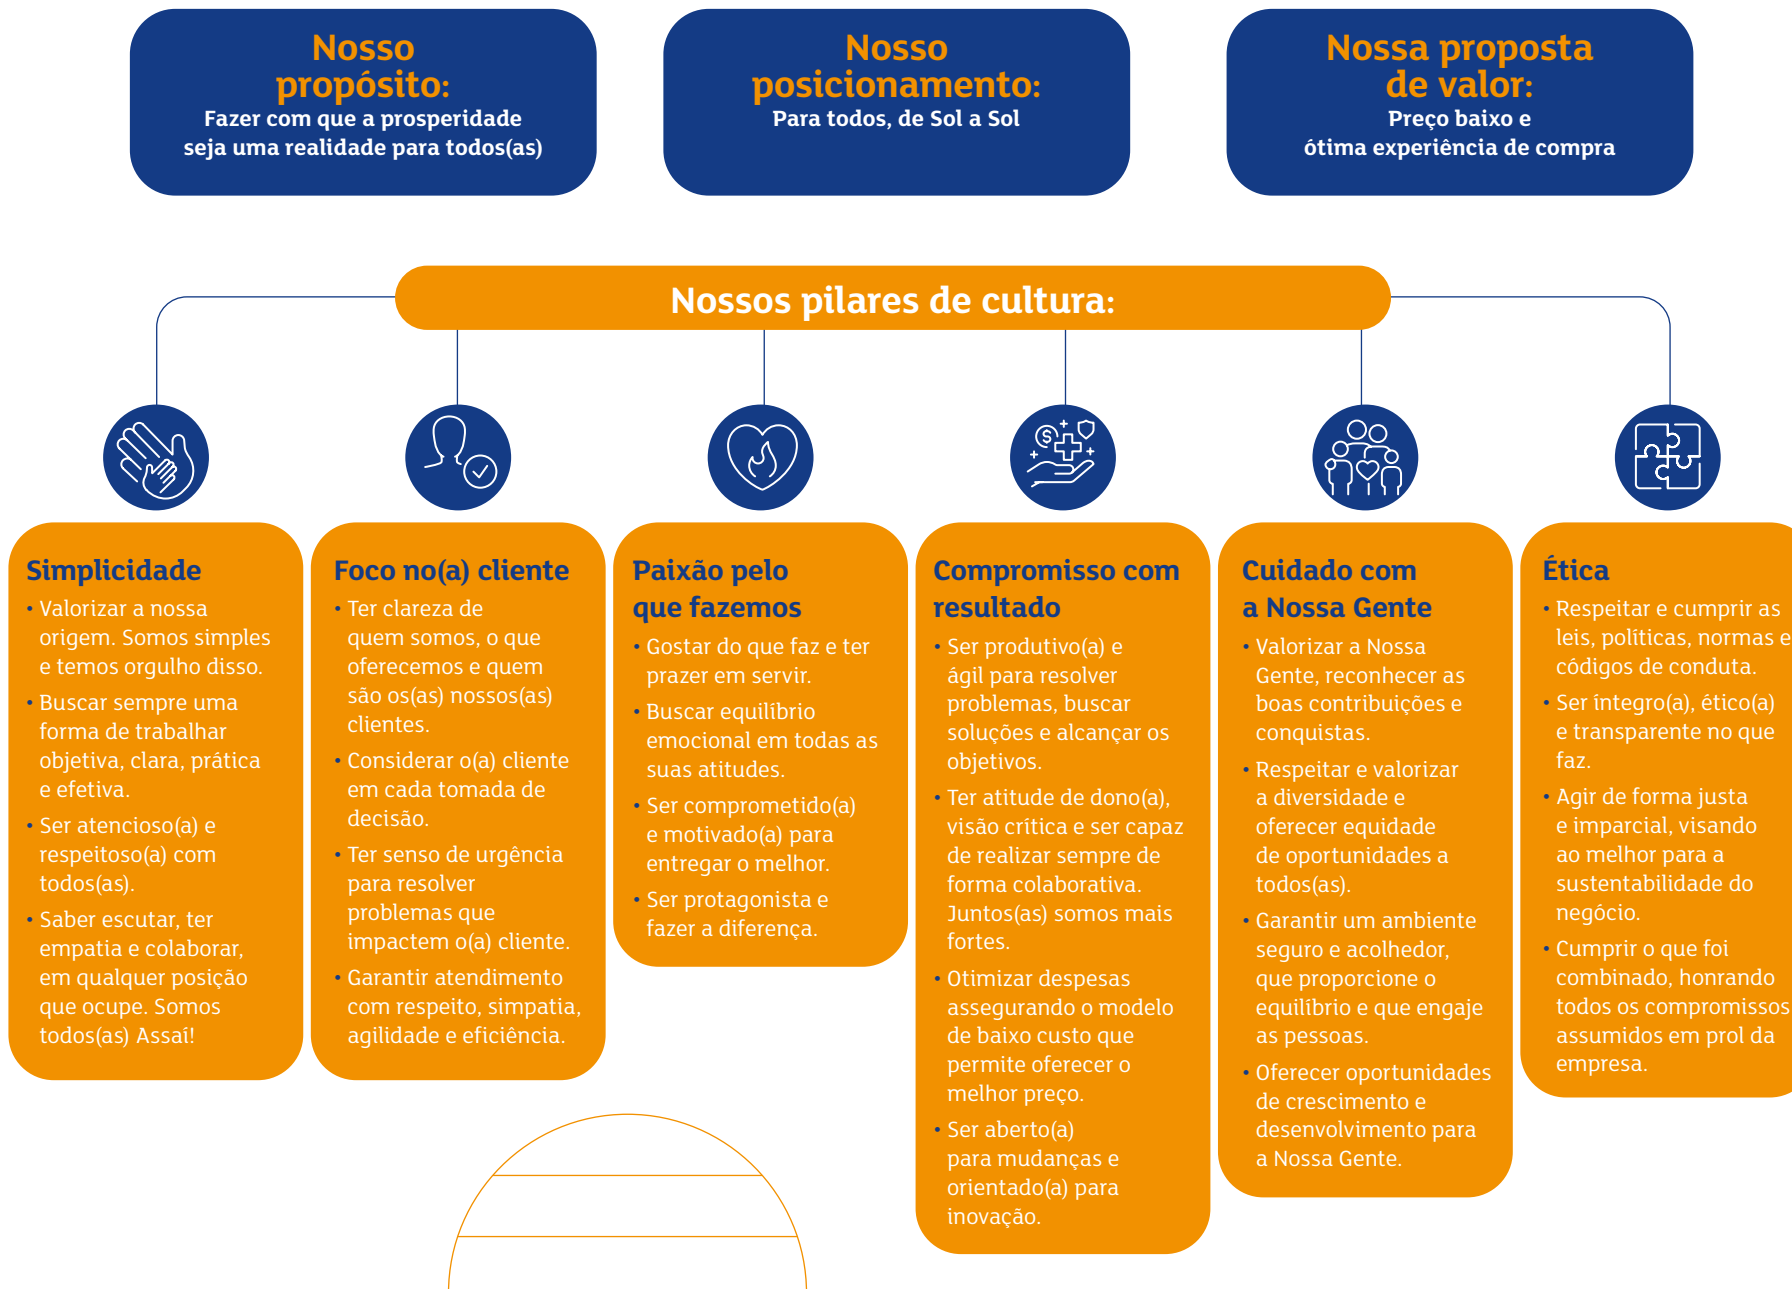 Nosso
propósito:
Fazer com que a prosperidade
seja uma realidade para todos(as)
Nosso
posicionamento:
Para todos, de Sol a Sol
Nossa proposta
de valor:
Preço baixo e
ótima experiência de compra
Nossos pilares de cultura:
Simplicidade
• Valorizar a nossa
origem. Somos simples
e temos orgulho disso.
• Buscar sempre uma
forma de trabalhar
objetiva, clara, prática
e efetiva.
• Ser atencioso(a) e
respeitoso(a) com
todos(as).
• Saber escutar, ter
empatia e colaborar,
em qualquer posição
que ocupe. Somos
todos(as) Assaí!
Foco no(a) cliente
• Ter clareza de
quem somos, o que
oferecemos e quem
são os(as) nossos(as)
clientes.
• Considerar o(a) cliente
em cada tomada de
decisão.
• Ter senso de urgência
para resolver
problemas que
impactem o(a) cliente.
• Garantir atendimento
com respeito, simpatia,
agilidade e eficiência.
Paixão pelo
que fazemos
• Gostar do que faz e ter
prazer em servir.
• Buscar equilíbrio
emocional em todas as
suas atitudes.
• Ser comprometido(a)
e motivado(a) para
entregar o melhor.
• Ser protagonista e
fazer a diferença.
Compromisso com
resultado
• Ser produtivo(a) e
ágil para resolver
problemas, buscar
soluções e alcançar os
objetivos.
• Ter atitude de dono(a),
visão crítica e ser capaz
de realizar sempre de
forma colaborativa.
Juntos(as) somos mais
fortes.
• Otimizar despesas
assegurando o modelo
de baixo custo que
permite oferecer o
melhor preço.
• Ser aberto(a)
para mudanças e
orientado(a) para
inovação.
Cuidado com
a Nossa Gente
• Valorizar a Nossa
Gente, reconhecer as
boas contribuições e
conquistas.
• Respeitar e valorizar
a diversidade e
oferecer equidade
de oportunidades a
todos(as).
• Garantir um ambiente
seguro e acolhedor,
que proporcione o
equilíbrio e que engaje
as pessoas.
• Oferecer oportunidades
de crescimento e
desenvolvimento para
a Nossa Gente.
Ética
• Respeitar e cumprir as
leis, políticas, normas e
códigos de conduta.
• Ser íntegro(a), ético(a)
e transparente no que
faz.
• Agir de forma justa
e imparcial, visando
ao melhor para a
sustentabilidade do
negócio.
• Cumprir o que foi
combinado, honrando
todos os compromissos
assumidos em prol da
empresa.